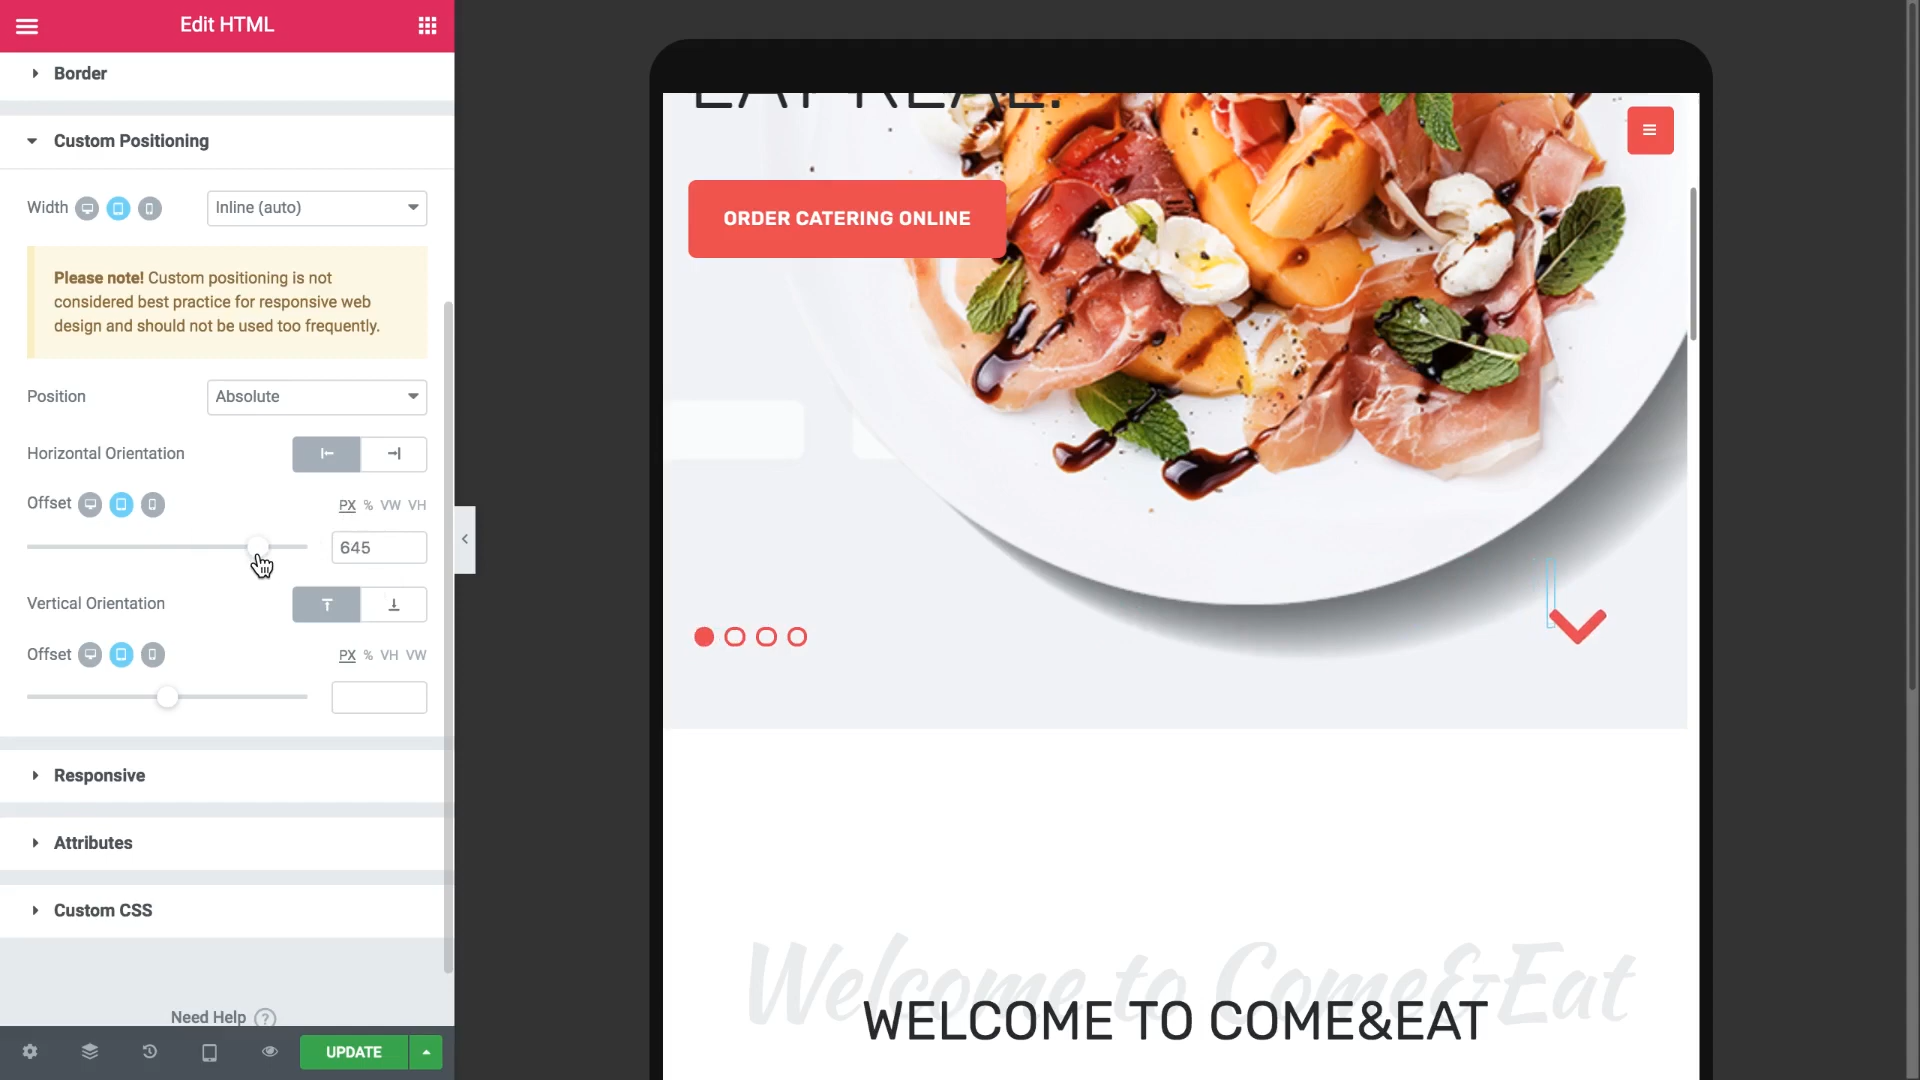 Edit HTML
Border
Custom Positioning
Width
Inline (auto)
Please note! Custom positioning is not
considered best practice for responsive web
design and should not be used too frequently.
Position
Absolute
Horizontal Orientation
Offset
PX % VW VH
645
Vertical Orientation
Offset
PX % VH VW
Responsive
Attributes
Custom CSS
Need Help ?
UPDATE
EAT REAL.
ORDER CATERING ONLINE
Welcome to Come&Eat
WELCOME TO COME&EAT